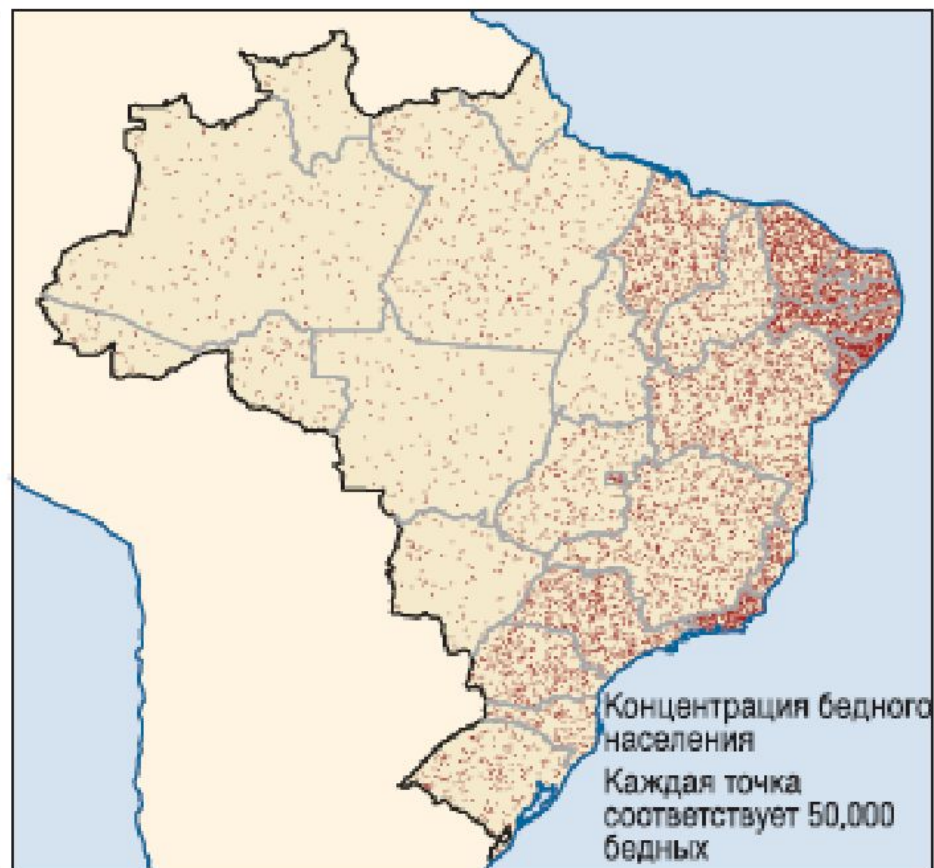 Концентрация бедного
населения
Каждая точка
соответствует 50,000
бедных